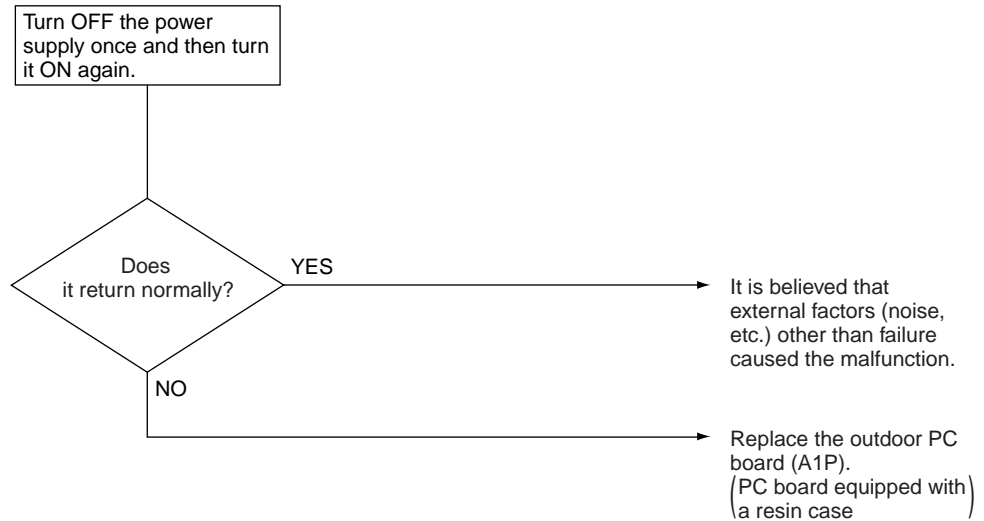 Turn OFF the power
supply once and then turn
it ON again.
Does
it return normally?
YES
It is believed that
external factors (noise,
etc.) other than failure
caused the malfunction.
NO
Replace the outdoor PC
board (A1P).
(PC board equipped with
a resin case)